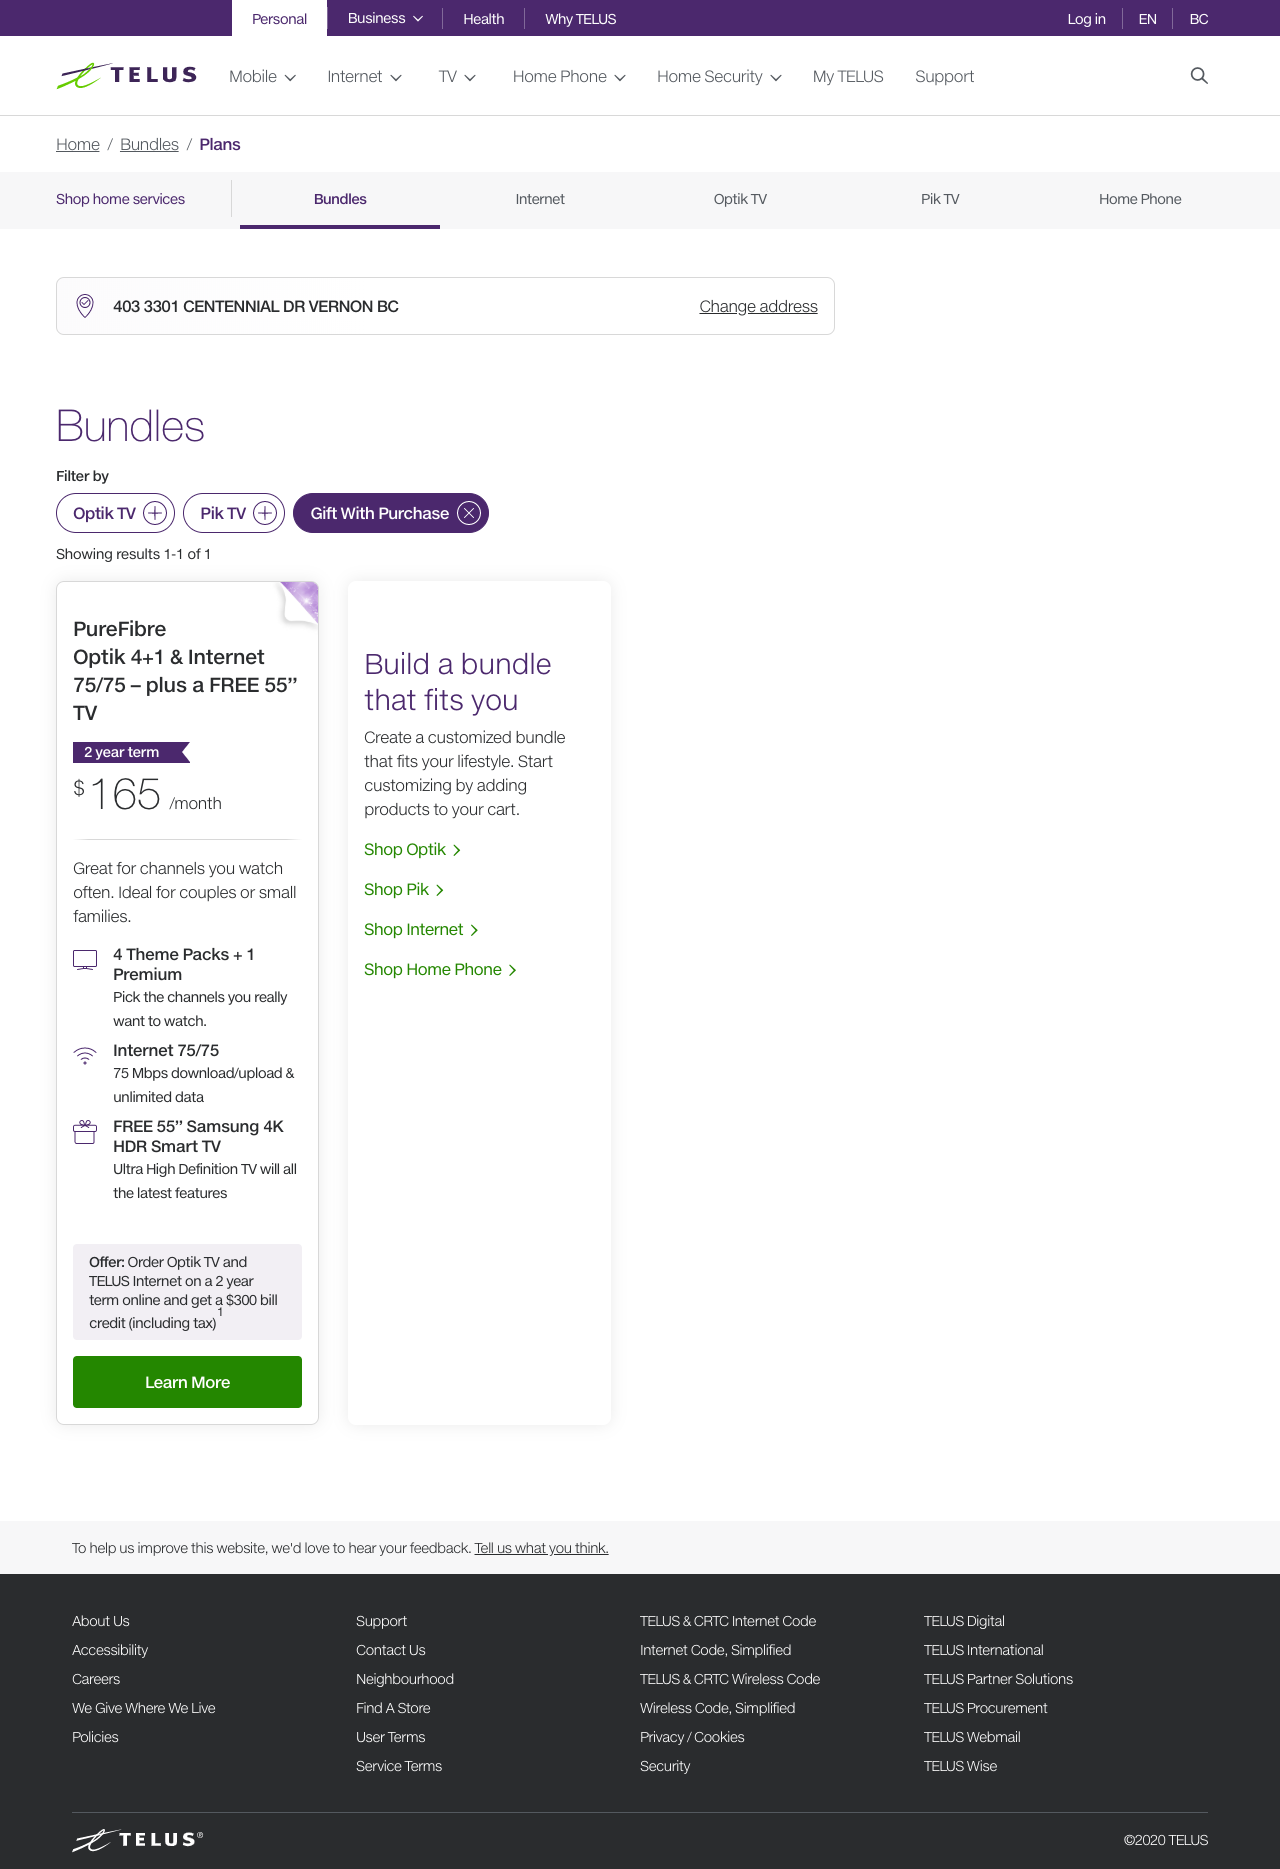 Personal
Business
Health
Why TELUS
Log in
EN
BC
TELUS
Mobile
Internet
TV
Home Phone
Home Security
My TELUS
Support
Home / Bundles / Plans
Shop home services
Bundles
Internet
Optik TV
Pik TV
Home Phone
403 3301 CENTENNIAL DR VERNON BC
Change address
Bundles
Filter by
Optik TV
Pik TV
Gift With Purchase
Showing results 1-1 of 1
PureFibre
Optik 4+1 & Internet
75/75 – plus a FREE 55”
TV
2 year term
$165 /month
Great for channels you watch
often. Ideal for couples or small
families.
4 Theme Packs + 1
Premium
Pick the channels you really
want to watch.
Internet 75/75
75 Mbps download/upload &
unlimited data
FREE 55” Samsung 4K
HDR Smart TV
Ultra High Definition TV will all
the latest features
Offer: Order Optik TV and
TELUS Internet on a 2 year
term online and get a $300 bill
credit (including tax)1
Learn More
Build a bundle
that fits you
Create a customized bundle
that fits your lifestyle. Start
customizing by adding
products to your cart.
Shop Optik
Shop Pik
Shop Internet
Shop Home Phone
To help us improve this website, we'd love to hear your feedback. Tell us what you think.
About Us
Accessibility
Careers
We Give Where We Live
Policies
Support
Contact Us
Neighbourhood
Find A Store
User Terms
Service Terms
TELUS & CRTC Internet Code
Internet Code, Simplified
TELUS & CRTC Wireless Code
Wireless Code, Simplified
Privacy / Cookies
Security
TELUS Digital
TELUS International
TELUS Partner Solutions
TELUS Procurement
TELUS Webmail
TELUS Wise
TELUS®
©2020 TELUS